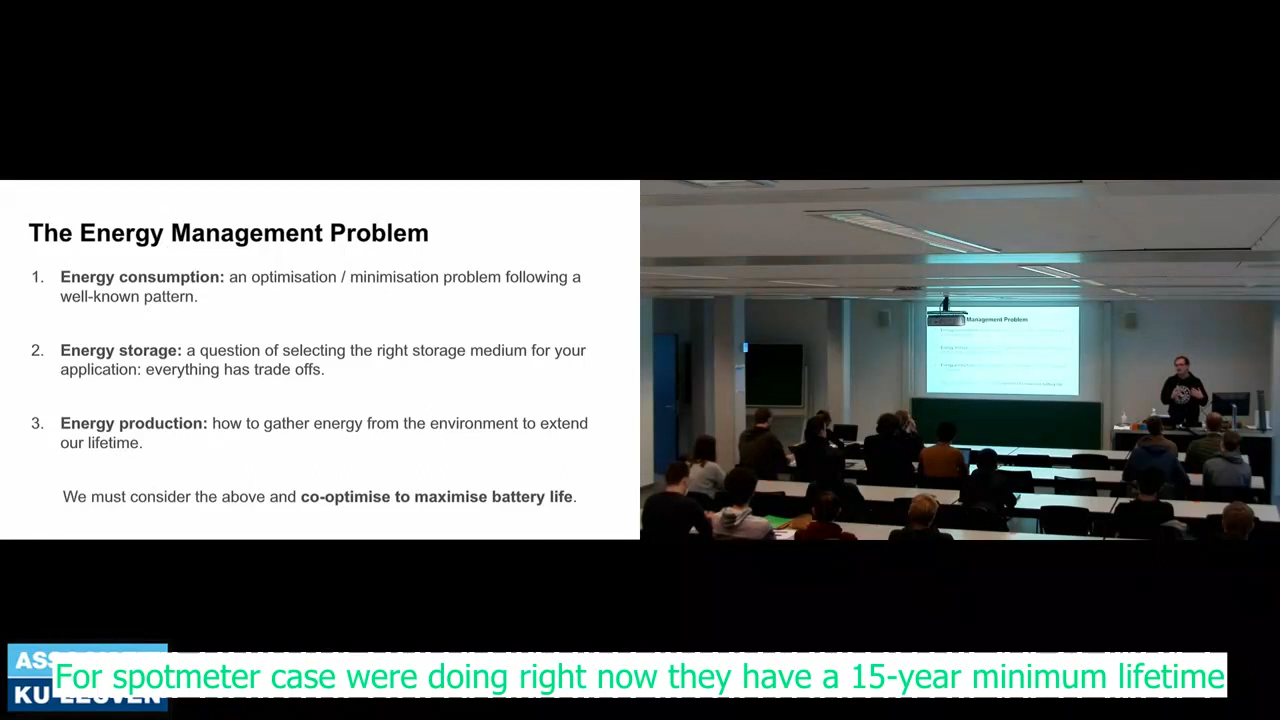 The Energy Management Problem
1. Energy consumption: an optimisation / minimisation problem following a
well-known pattern.
2. Energy storage: a question of selecting the right storage medium for your
application: everything has trade offs.
3. Energy production: how to gather energy from the environment to extend
our lifetime.
We must consider the above and co-optimise to maximise battery life.
Management Problem
For spotmeter case were doing right now they have a 15-year minimum lifetime